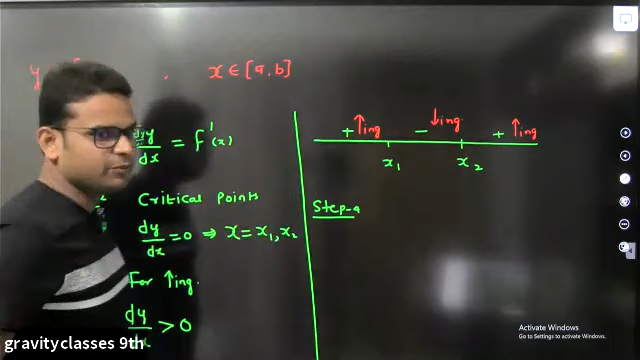 y , x ∈ [a, b]
dy/dx = f'(x)
Critical Points
dy/dx = 0 ⇒ x = x₁, x₂
For ↑ing.
dy/dx > 0
+ ↑ing − ↓ing + ↑ing
x₁ x₂
Step-4
Activate Windows
Go to Settings to activate Windows.
gravityclasses 9th